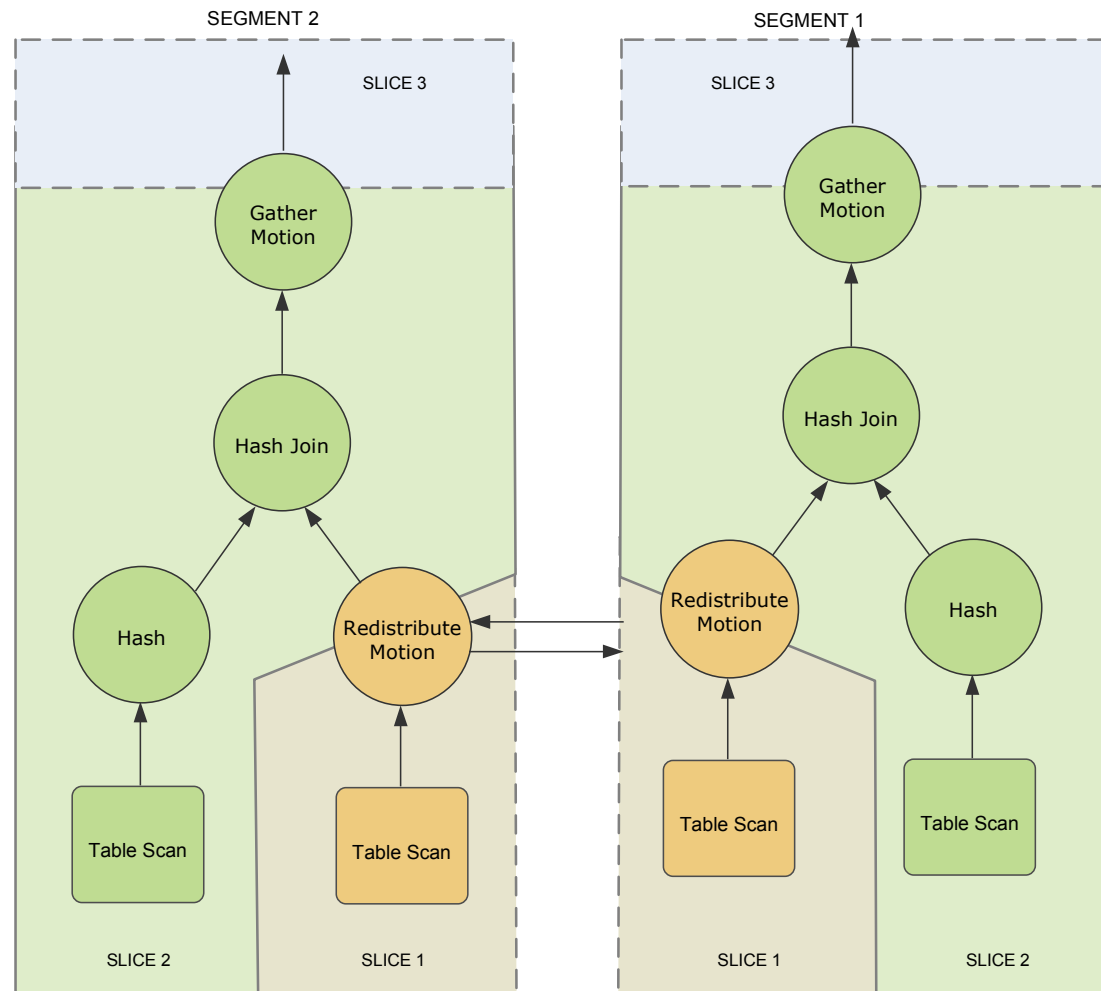 SEGMENT 2
SEGMENT 1
SLICE 3
SLICE 3
Gather
Motion
Gather
Motion
Hash Join
Hash Join
Hash
Redistribute
Motion
Redistribute
Motion
Hash
Table Scan
Table Scan
Table Scan
Table Scan
SLICE 2
SLICE 1
SLICE 1
SLICE 2